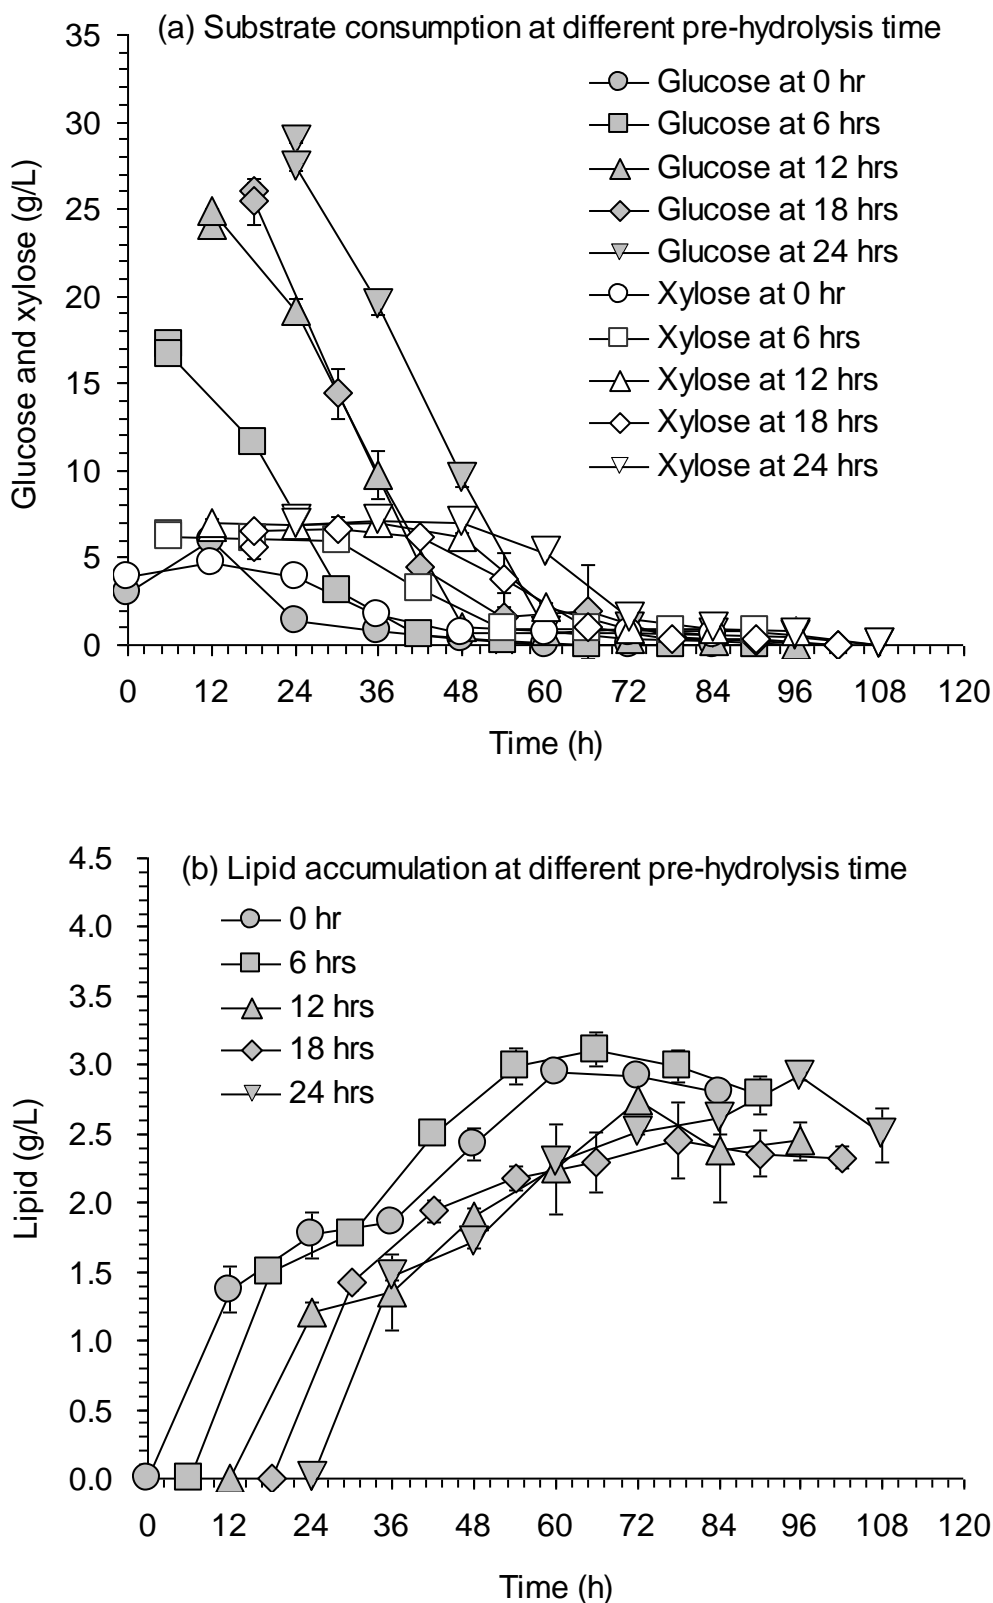 (a) Substrate consumption at different pre-hydrolysis time
35
30
25
20
15
10
5
0
Glucose and xylose (g/L)
Glucose at 0 hr
Glucose at 6 hrs
Glucose at 12 hrs
Glucose at 18 hrs
Glucose at 24 hrs
Xylose at 0 hr
Xylose at 6 hrs
Xylose at 12 hrs
Xylose at 18 hrs
Xylose at 24 hrs
0 12 24 36 48 60 72 84 96 108 120
Time (h)
(b) Lipid accumulation at different pre-hydrolysis time
4.5
4.0
3.5
3.0
2.5
2.0
1.5
1.0
0.5
0.0
Lipid (g/L)
0 hr
6 hrs
12 hrs
18 hrs
24 hrs
0 12 24 36 48 60 72 84 96 108 120
Time (h)